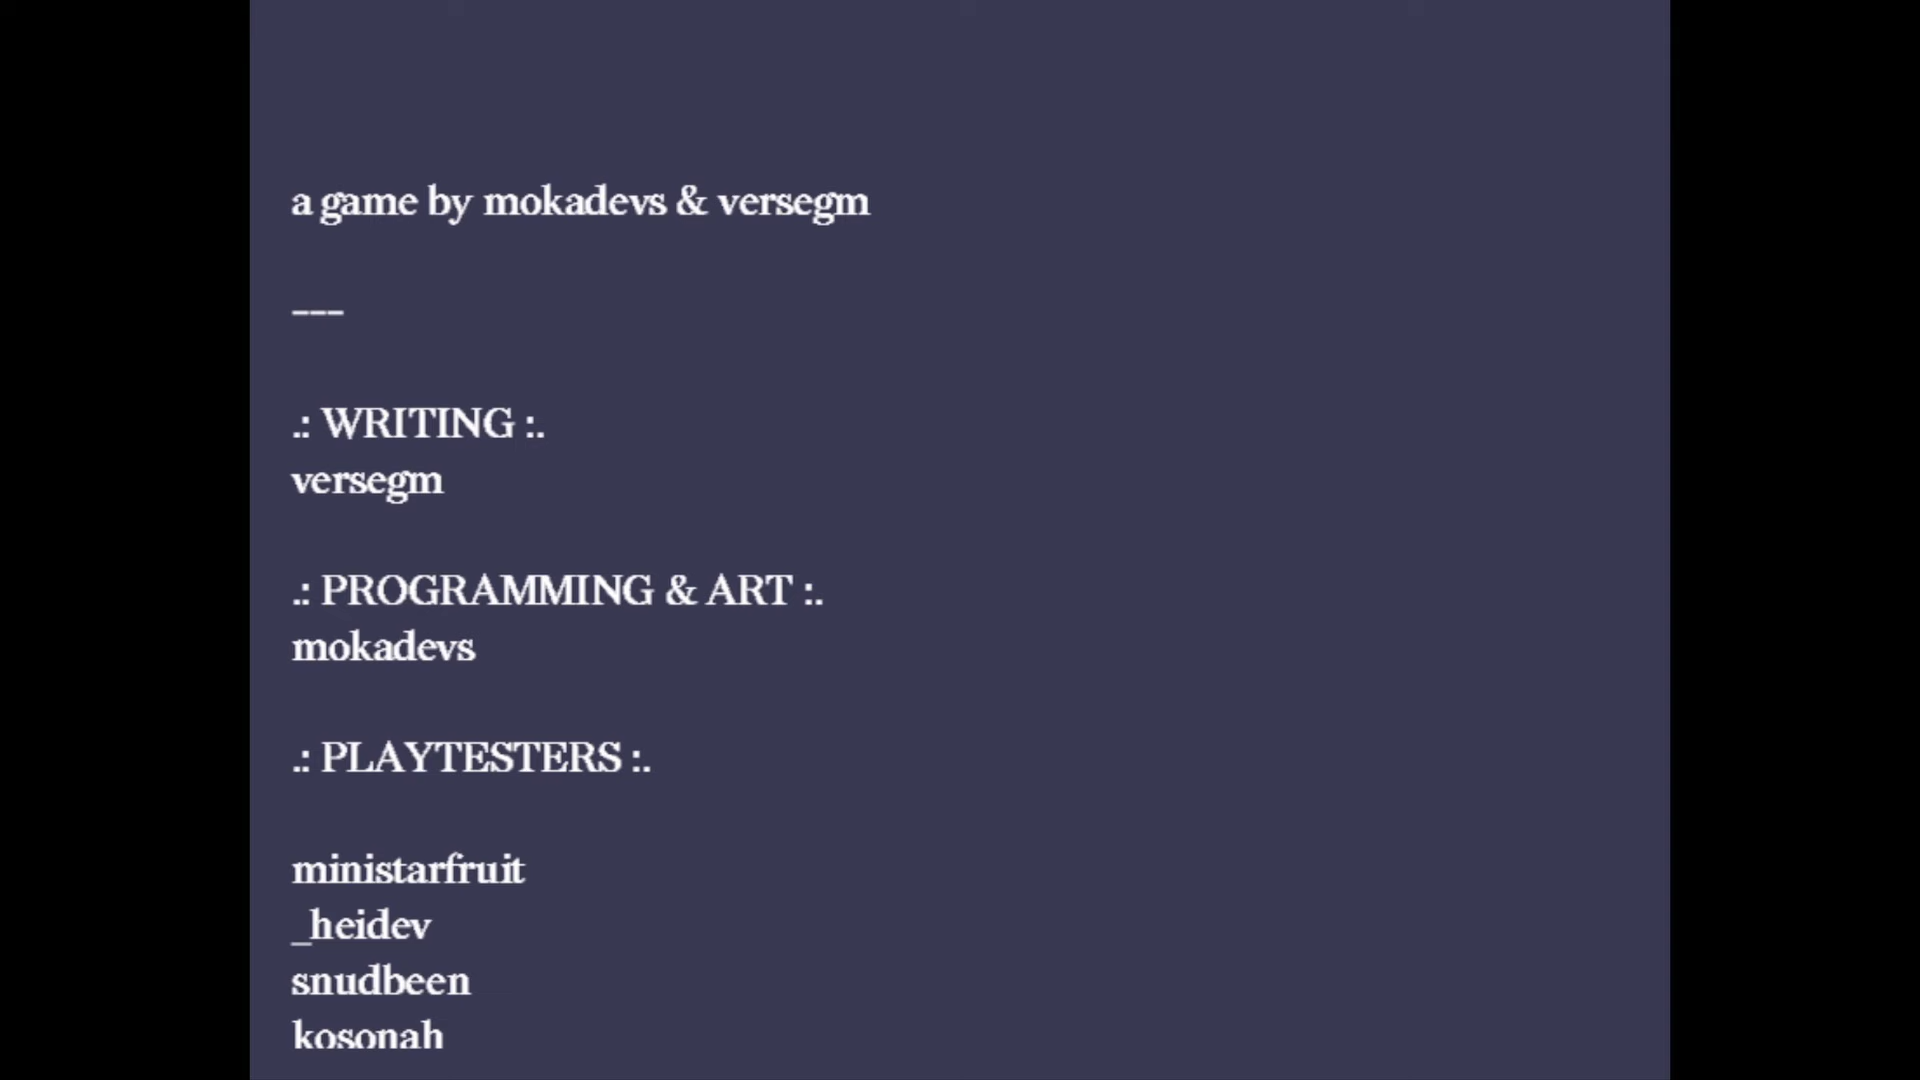 a game by mokadevs & versegm
---
.: WRITING :.
versegm
.: PROGRAMMING & ART :.
mokadevs
.: PLAYTESTERS :.
ministarfruit
_heidev
snudbeen
kosonah